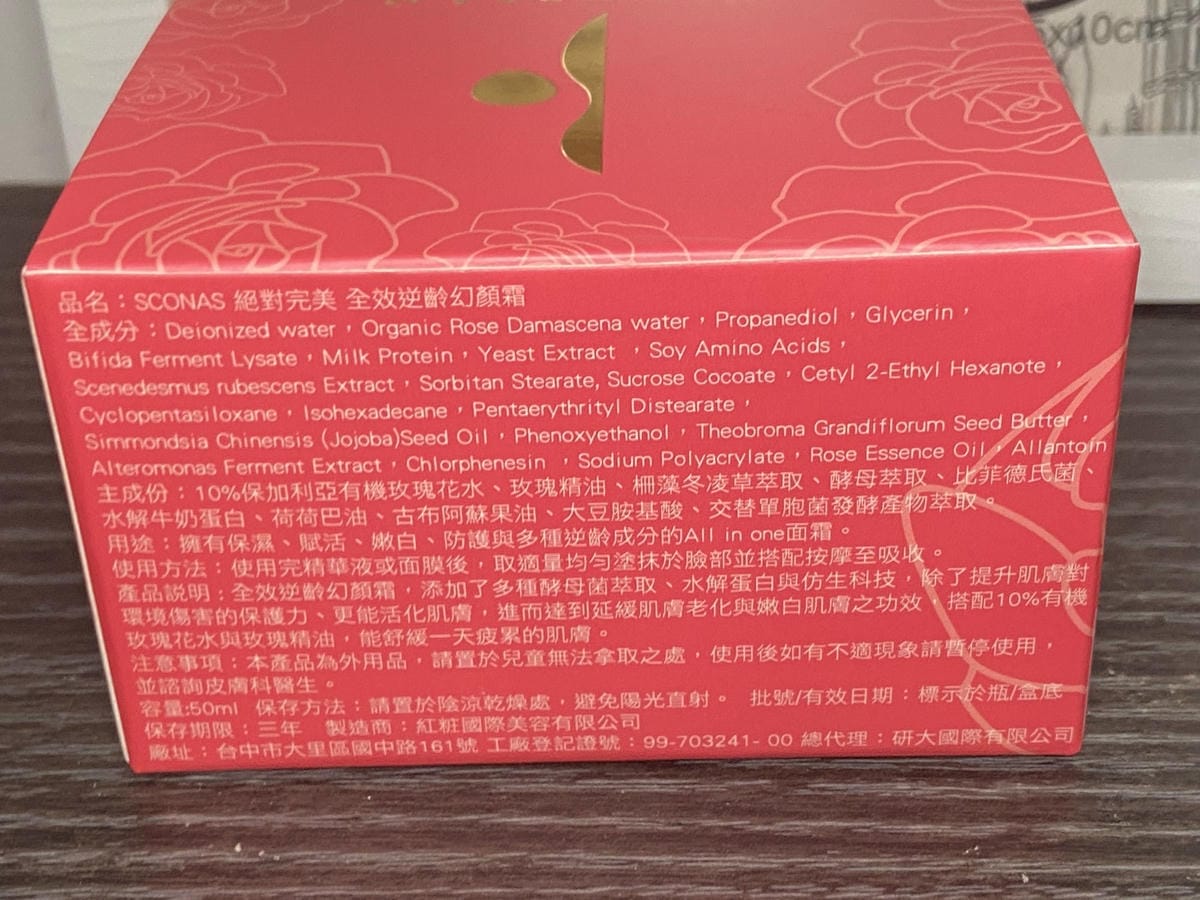 5x10cm
品名：SCONAS 絕對完美 全效逆齡幻顏霜
全成分：Deionized water，Organic Rose Damascena water，Propanediol，Glycerin，
Bifida Ferment Lysate，Milk Protein，Yeast Extract ，Soy Amino Acids，
Scenedesmus rubescens Extract，Sorbitan Stearate, Sucrose Cocoate，Cetyl 2-Ethyl Hexanote，
Cyclopentasiloxane，Isohexadecane，Pentaerythrityl Distearate，
Simmondsia Chinensis (Jojoba)Seed Oil，Phenoxyethanol，Theobroma Grandiflorum Seed Butter，
Alteromonas Ferment Extract，Chlorphenesin ，Sodium Polyacrylate，Rose Essence Oil，Allantoin
主成份：10%保加利亞有機玫瑰花水、玫瑰精油、柵藻冬凌草萃取、酵母萃取、比菲德氏菌、
水解牛奶蛋白、荷荷巴油、古布阿蘇果油、大豆胺基酸、交替單胞菌發酵產物萃取。
用途：擁有保濕、賦活、嫩白、防護與多種逆齡成分的All in one面霜。
使用方法：使用完精華液或面膜後，取適量均勻塗抹於臉部並搭配按摩至吸收。
產品說明：全效逆齡幻顏霜，添加了多種酵母菌萃取、水解蛋白與仿生科技，除了提升肌膚對
環境傷害的保護力、更能活化肌膚，進而達到延緩肌膚老化與嫩白肌膚之功效，搭配10%有機
玫瑰花水與玫瑰精油，能舒緩一天疲累的肌膚。
注意事項：本產品為外用品，請置於兒童無法拿取之處，使用後如有不適現象請暫停使用，
並諮詢皮膚科醫生。
容量:50ml 保存方法：請置於陰涼乾燥處，避免陽光直射。 批號/有效日期：標示於瓶/盒底
保存期限：三年 製造商：紅粧國際美容有限公司
廠址：台中市大里區國中路161號 工廠登記證號：99-703241- 00 總代理：研大國際有限公司